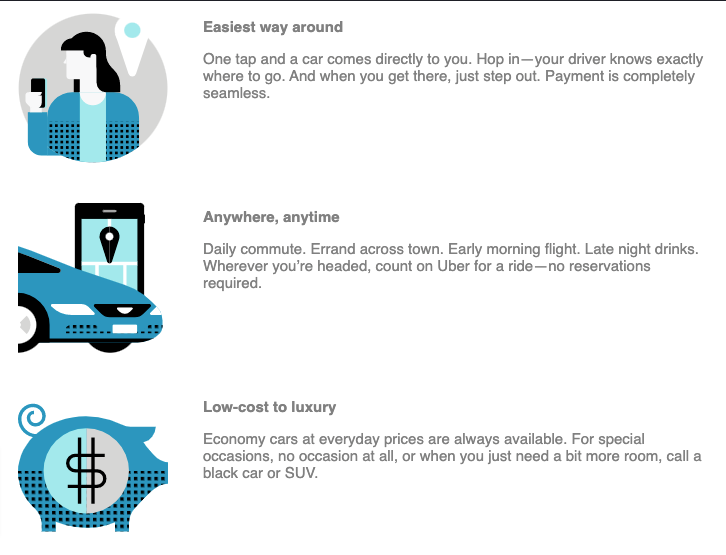 Easiest way around
One tap and a car comes directly to you. Hop in—your driver knows exactly
where to go. And when you get there, just step out. Payment is completely
seamless.
Anywhere, anytime
Daily commute. Errand across town. Early morning flight. Late night drinks.
Wherever you’re headed, count on Uber for a ride—no reservations
required.
Low-cost to luxury
$
Economy cars at everyday prices are always available. For special
occasions, no occasion at all, or when you just need a bit more room, call a
black car or SUV.